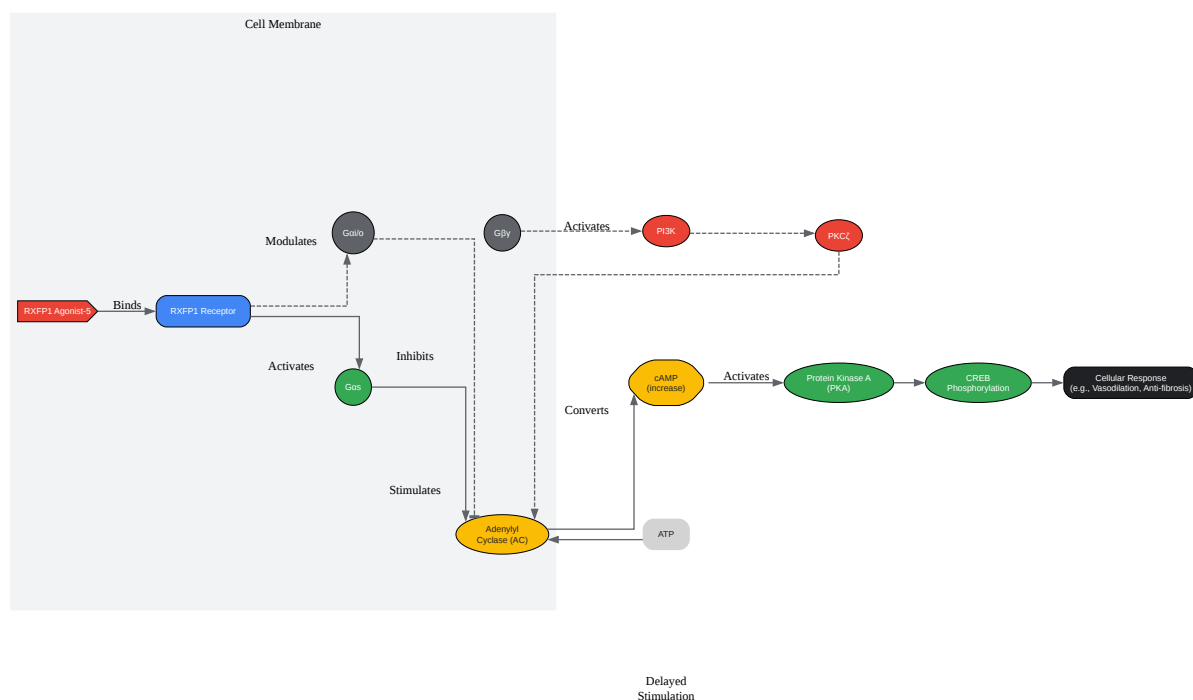 Cell Membrane
Gαi/o
Gβγ
Activates
PI3K
PKCζ
Modulates
RXFP1 Agonist-5
Binds
RXFP1 Receptor
Inhibits
Activates
Gαs
cAMP
(increase)
Activates
Protein Kinase A
(PKA)
CREB
Phosphorylation
Cellular Response
(e.g., Vasodilation, Anti-fibrosis)
Converts
Stimulates
Adenylyl
Cyclase (AC)
ATP
Delayed
Stimulation